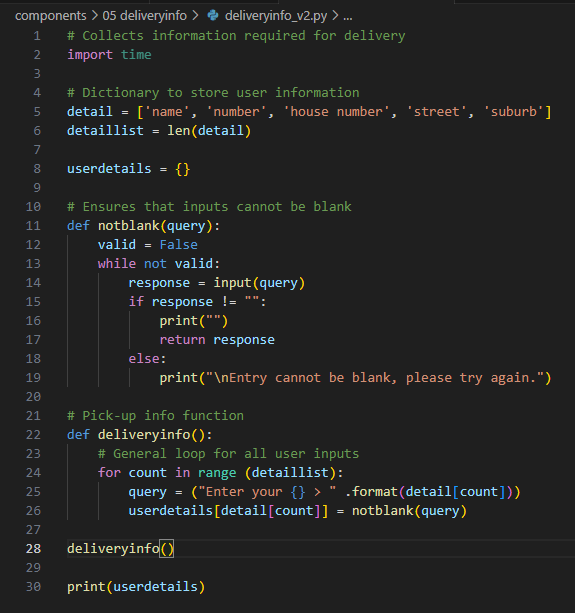 components > 05 deliveryinfo > deliveryinfo_v2.py > ...
1 # Collects information required for delivery
2 import time
3
4 # Dictionary to store user information
5 detail = ['name', 'number', 'house number', 'street', 'suburb']
6 detaillist = len(detail)
7
8 userdetails = {}
9
10 # Ensures that inputs cannot be blank
11 def notblank(query):
12     valid = False
13     while not valid:
14         response = input(query)
15         if response != "":
16             print("")
17             return response
18         else:
19             print("\nEntry cannot be blank, please try again.")
20
21 # Pick-up info function
22 def deliveryinfo():
23     # General loop for all user inputs
24     for count in range (detaillist):
25         query = ("Enter your {} > " .format(detail[count]))
26         userdetails[detail[count]] = notblank(query)
27
28 deliveryinfo()
29
30 print(userdetails)